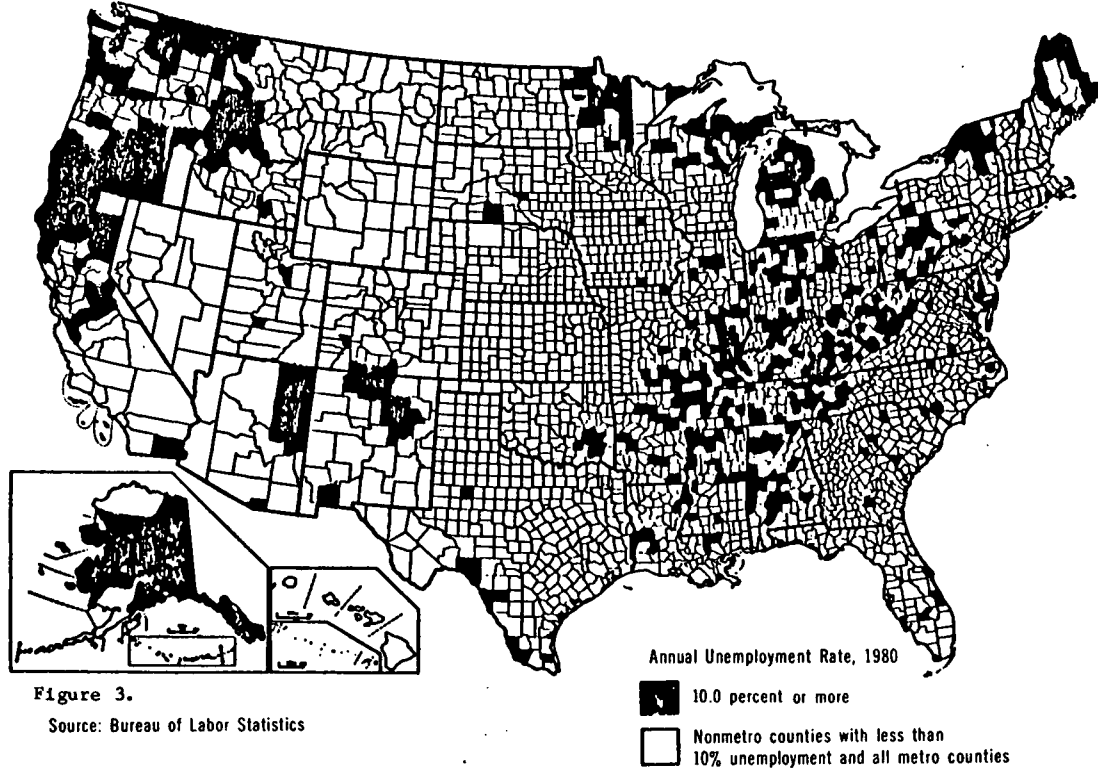 Annual Unemployment Rate, 1980
10.0 percent or more
Nonmetro counties with less than
10% unemployment and all metro counties
Figure 3.
Source: Bureau of Labor Statistics